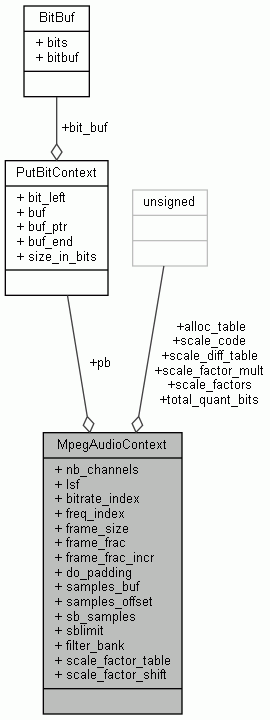 BitBuf
+ bits
+ bitbuf
+bit_buf
PutBitContext
+ bit_left
+ buf
+ buf_ptr
+ buf_end
+ size_in_bits
unsigned
+pb
+alloc_table
+scale_code
+scale_diff_table
+scale_factor_mult
+scale_factors
+total_quant_bits
MpegAudioContext
+ nb_channels
+ lsf
+ bitrate_index
+ freq_index
+ frame_size
+ frame_frac
+ frame_frac_incr
+ do_padding
+ samples_buf
+ samples_offset
+ sb_samples
+ sblimit
+ filter_bank
+ scale_factor_table
+ scale_factor_shift